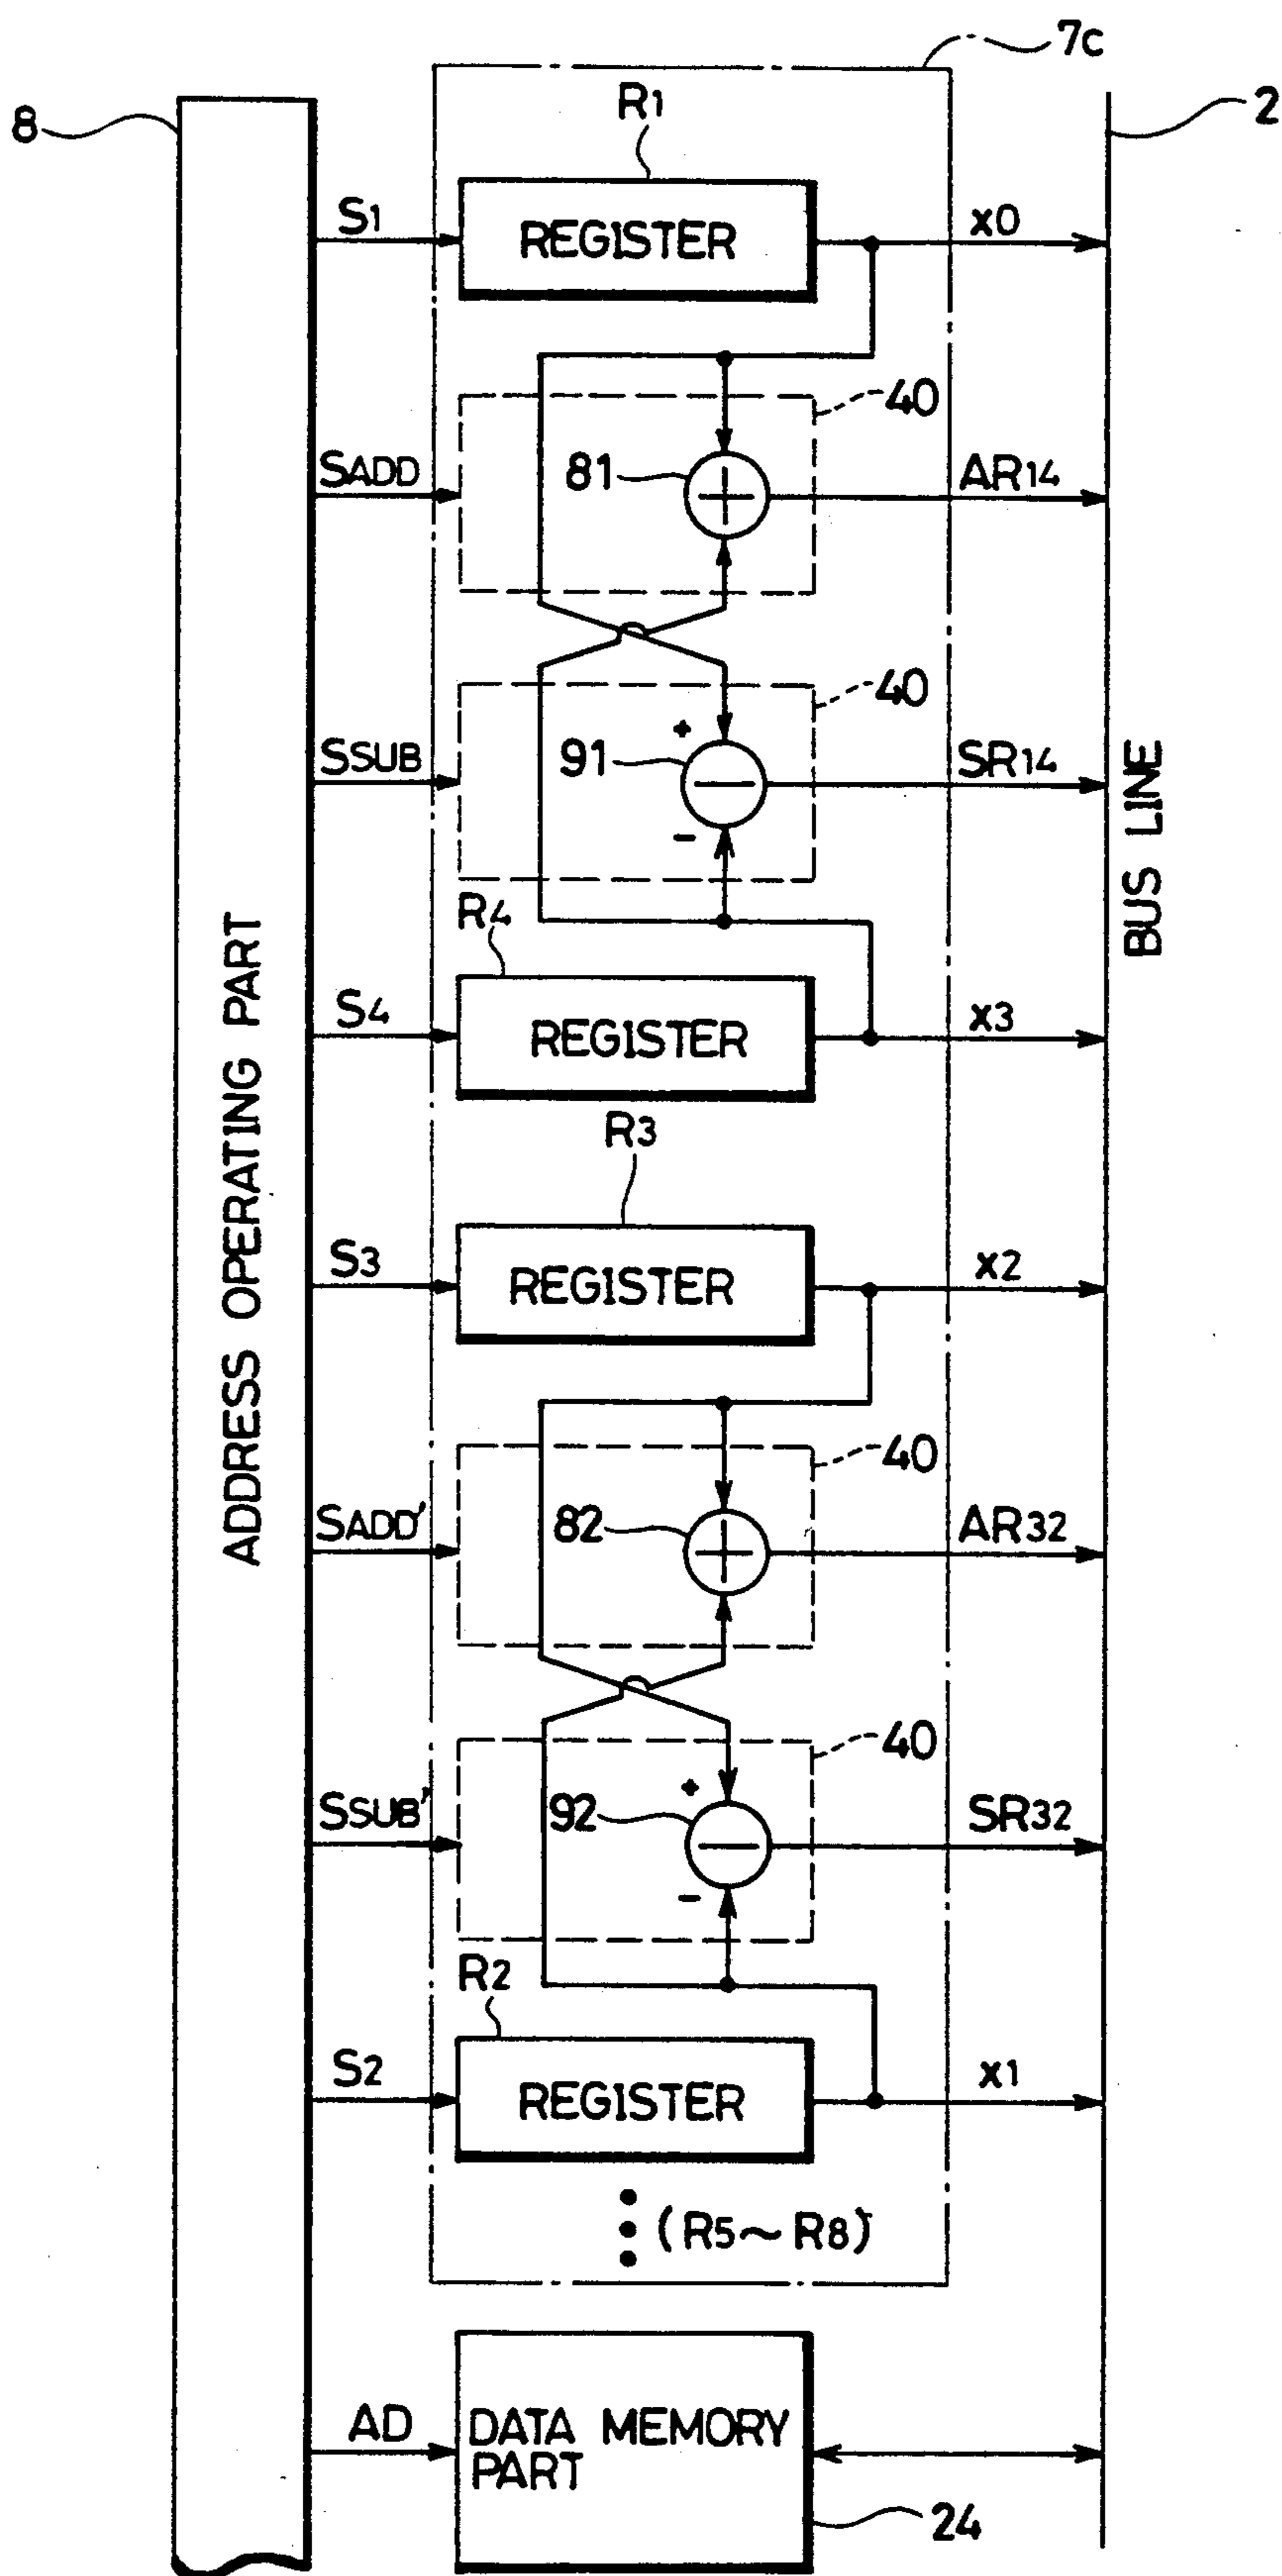 7c
8
2
R1
S1
REGISTER
x0
40
SADD
81
+
AR14
40
SSUB
+
91
−
SR14
-
BUS LINE
R4
S4
REGISTER
x3
ADDRESS OPERATING PART
R3
S3
REGISTER
x2
40
SADD'
82
+
AR32
40
SSUB'
+
92
−
SR32
-
R2
S2
REGISTER
x1
(R5~R8)
AD
DATA MEMORY
PART
24